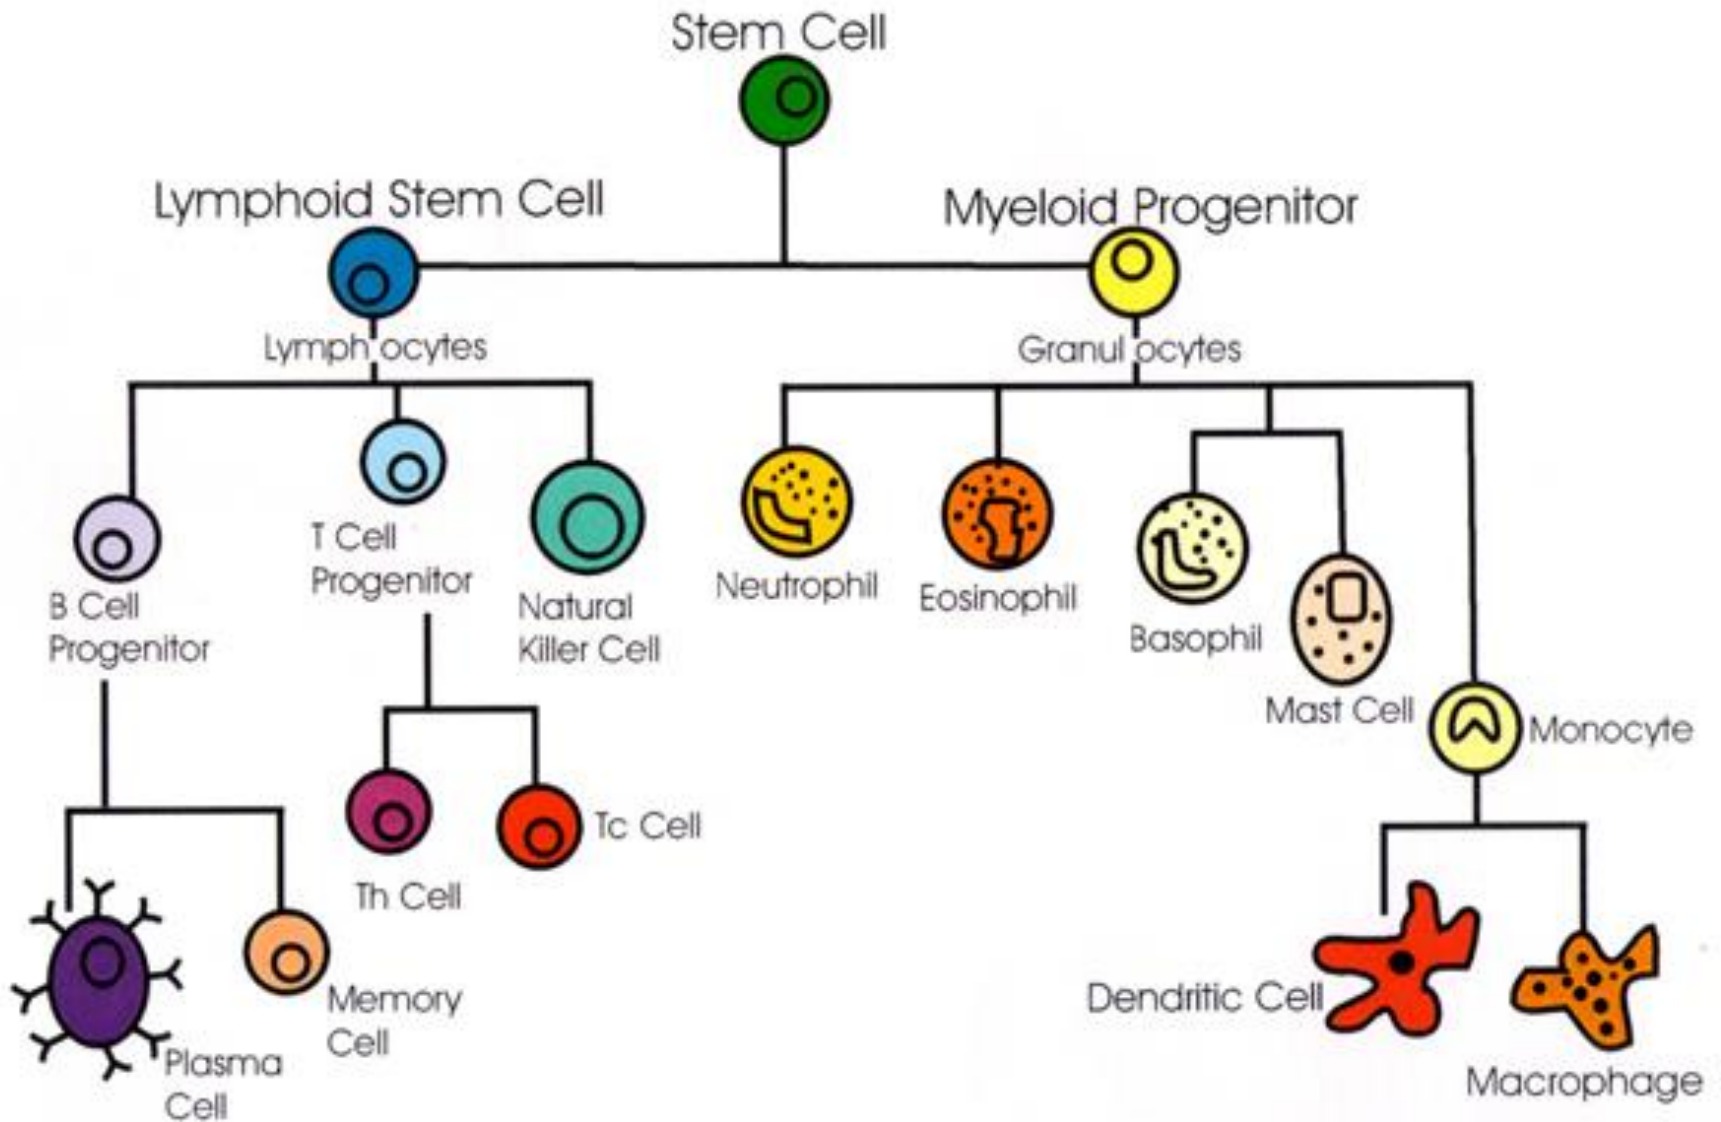 Stem Cell
Lymphoid Stem Cell
Myeloid Progenitor
Lymph ocytes
Granul ocytes
T Cell
Progenitor
B Cell
Progenitor
Natural
Killer Cell
Neutrophil
Eosinophil
Basophil
Mast Cell
Monocyte
Th Cell
Tc Cell
Memory
Cell
Plasma
Cell
Dendritic Cell
Macrophage